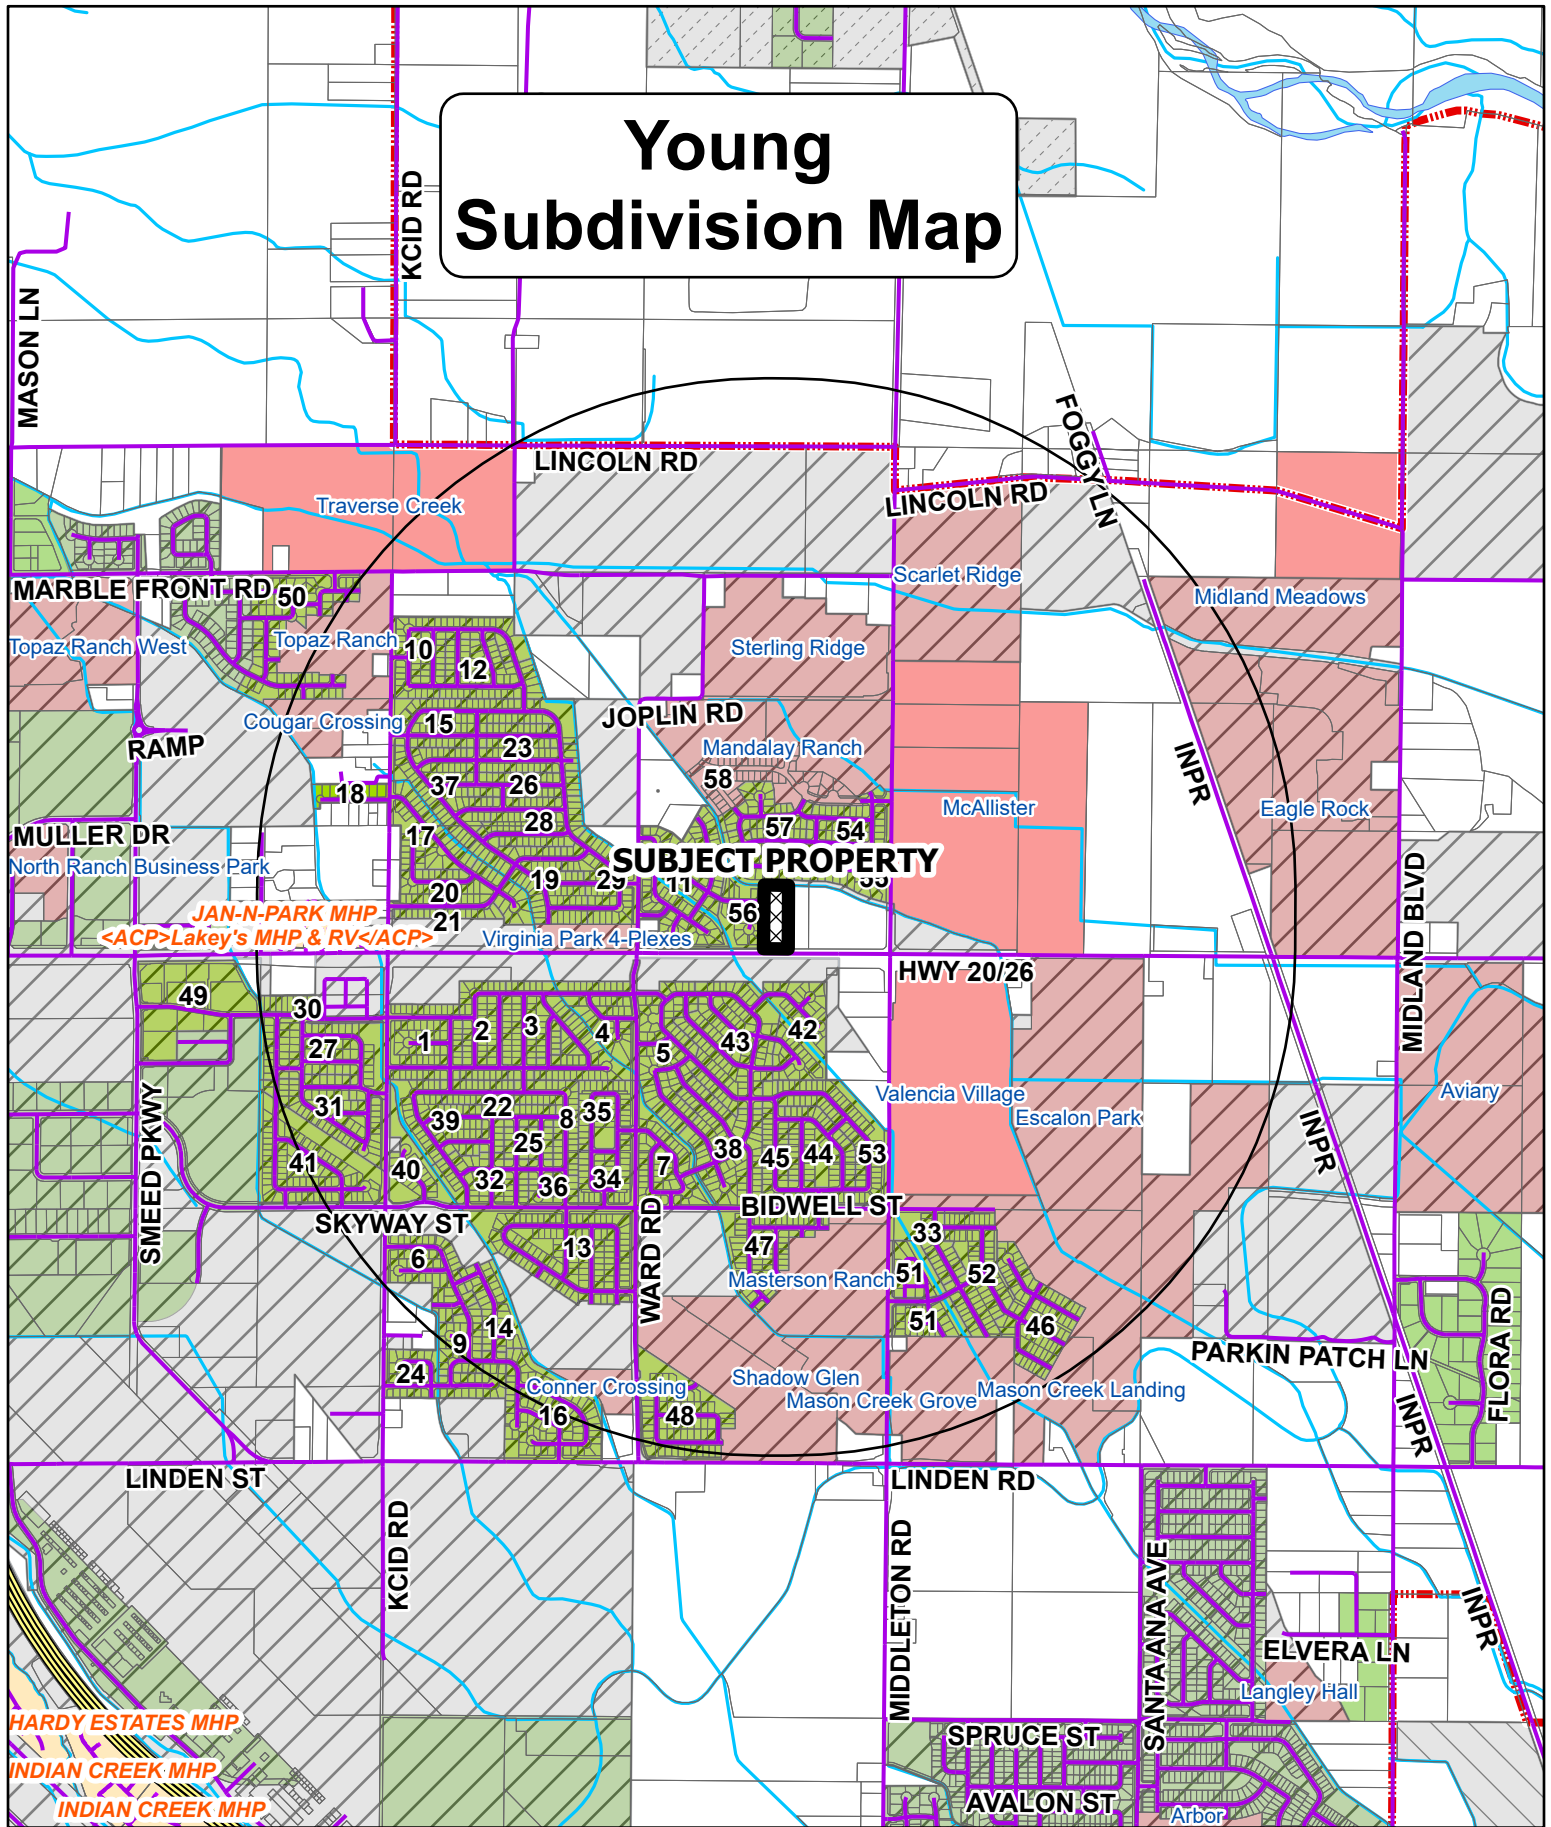 Young
Subdivision Map
KCID RD
MASON LN
LINCOLN RD
FOGGY LN
LINCOLN RD
Traverse Creek
Scarlet Ridge
MARBLE FRONT RD
50
Midland Meadows
Topaz Ranch West
Topaz Ranch
10
12
Sterling Ridge
Cougar Crossing
15
JOPLIN RD
RAMP
23
Mandalay Ranch
INPR
58
37
26
18
McAllister
Eagle Rock
MULLER DR
17
28
57
54
North Ranch Business Park
SUBJECT PROPERTY
19
29
11
55
20
MIDLAND BLVD
JAN-N-PARK MHP
21
56
<ACP>Lakey's MHP & RV</ACP>
Virginia Park 4-Plexes
HWY 20/26
49
30
1
2
3
4
5
43
42
27
31
22
39
8
35
Valencia Village
Escalon Park
Aviary
SMEED PKWY
25
INPR
41
40
32
36
34
7
38
45
44
53
BIDWELL ST
SKYWAY ST
WARD RD
6
13
47
33
51
52
Masterson Ranch
51
46
14
9
FLORA RD
PARKIN PATCH LN
24
Conner Crossing
Shadow Glen
Mason Creek Grove
Mason Creek Landing
16
48
INPR
LINDEN ST
LINDEN RD
KCID RD
MIDDLETON RD
SANTA ANA AVE
INPR
ELVERA LN
Langley Hall
HARDY ESTATES MHP
SPRUCE ST
INDIAN CREEK MHP
INDIAN CREEK MHP
AVALON ST
Arbor